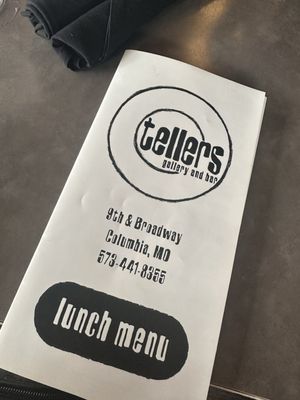 tellers
gallery and bar
9th & Broadway
Columbia, MO
573-441-8355
lunch menu